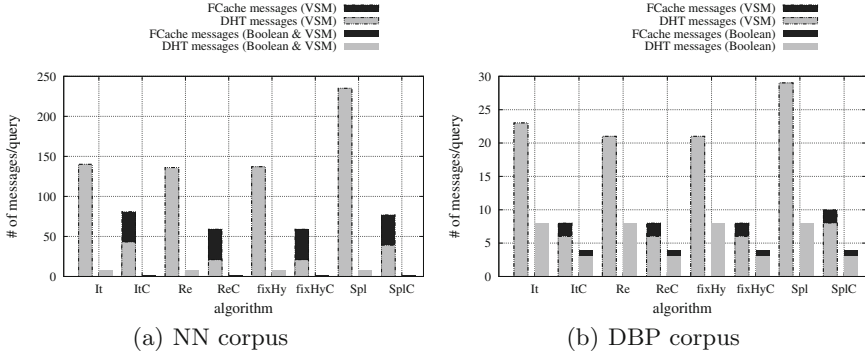 FCache messages (VSM)
DHT messages (VSM)
FCache messages (Boolean & VSM)
DHT messages (Boolean & VSM)
250
200
150
100
50
0
# of messages/query
It ItC Re ReC fixHy fixHyC Spl SplC
algorithm
(a) NN corpus
FCache messages (VSM)
DHT messages (VSM)
FCache messages (Boolean)
DHT messages (Boolean)
30
25
20
15
10
5
0
# of messages/query
It ItC Re ReC fixHy fixHyC Spl SplC
algorithm
(b) DBP corpus